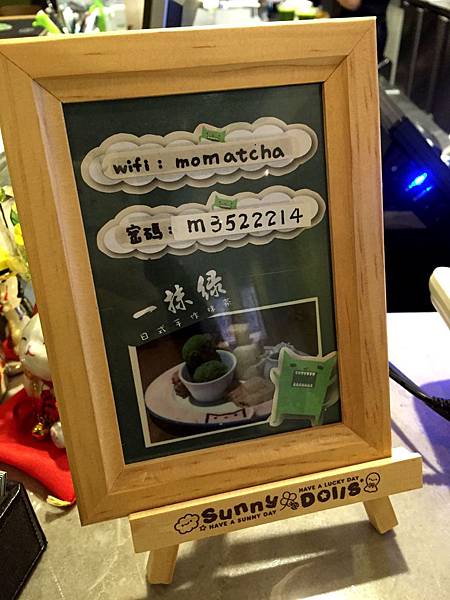 wifi: momatcha
密碼: m3522214
一抹綠
日式手作抹茶
Sunny Dolls
HAVE A LUCKY DAY
HAVE A SUNNY DAY